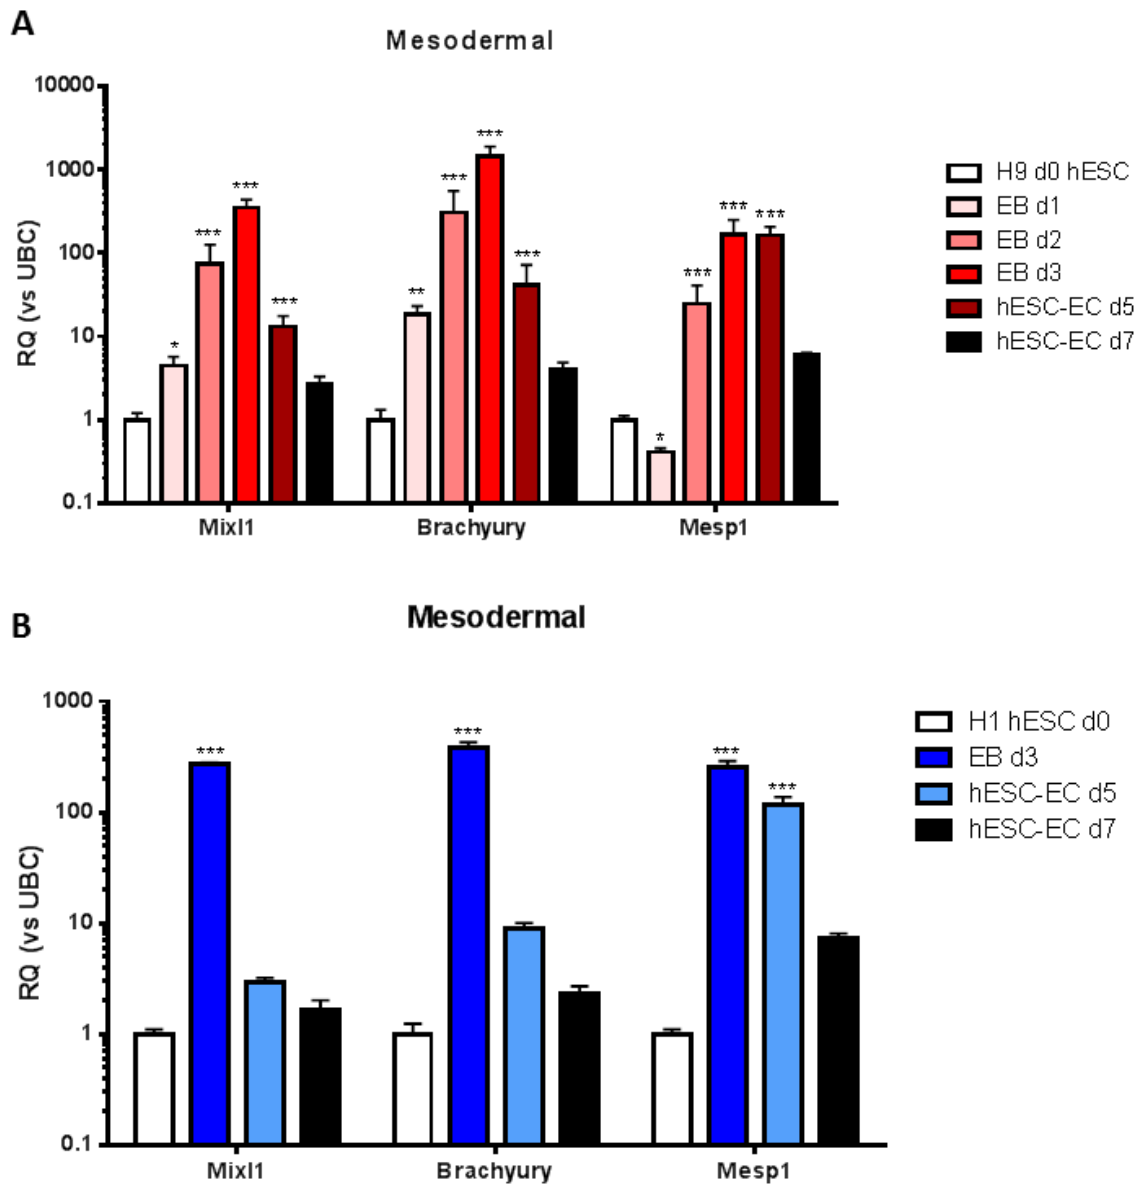 A
Mesodermal
10000
1000
100
10
1
0.1
RQ (vs UBC)
* *** *** ***
** *** *** ***
* *** *** ***
Mixl1 Brachyury Mesp1
H9 d0 hESC
EB d1
EB d2
EB d3
hESC-EC d5
hESC-EC d7
B
Mesodermal
1000
100
10
1
0.1
RQ (vs UBC)
***
***
*** ***
Mixl1 Brachyury Mesp1
H1 hESC d0
EB d3
hESC-EC d5
hESC-EC d7